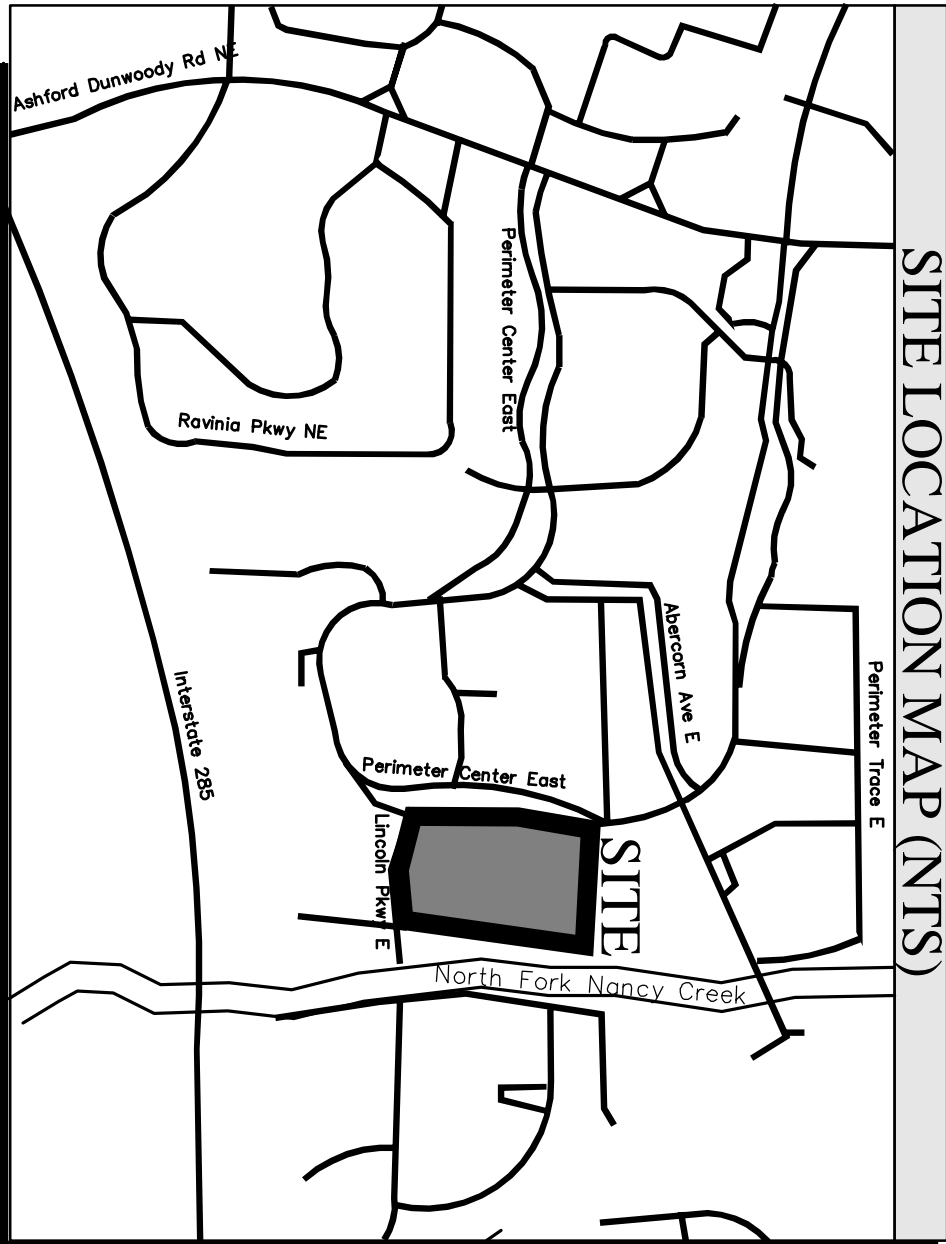 SITE LOCATION MAP (NTS)
Ashford Dunwoody Rd NE
Perimeter Center East
Ravinia Pkwy NE
Abercorn Ave E
Perimeter Trace E
Interstate 285
Perimeter Center East
Lincoln Pkwy E
SITE
North Fork Nancy Creek